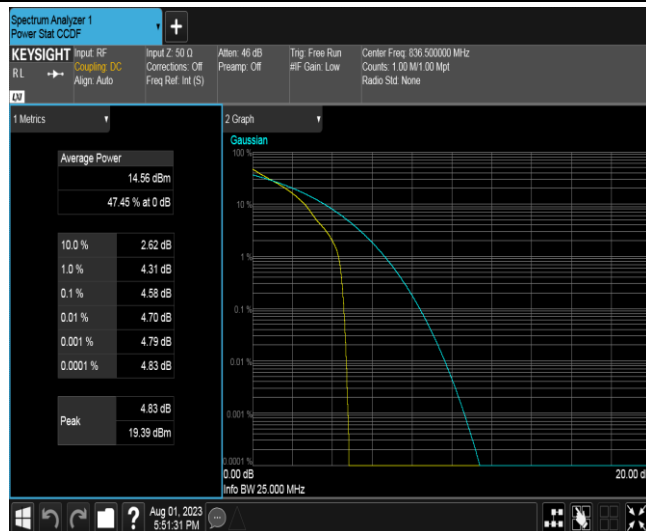 Spectrum Analyzer 1
Power Stat CCDF
KEYSIGHT
RL
LXI
Input: RF
Coupling: DC
Align: Auto
Input Z: 50 Ω
Corrections: Off
Freq Ref: Int (S)
Atten: 46 dB
Preamp: Off
Trig: Free Run
#IF Gain: Low
Center Freq: 836.500000 MHz
Counts: 1.00 M/1.00 Mpt
Radio Std: None
1 Metrics
Average Power
14.56 dBm
47.45 % at 0 dB
10.0 % 2.62 dB
1.0 % 4.31 dB
0.1 % 4.58 dB
0.01 % 4.70 dB
0.001 % 4.79 dB
0.0001 % 4.83 dB
Peak
4.83 dB
19.39 dBm
2 Graph
Gaussian
100 %
10 %
1 %
0.1 %
0.01 %
0.001 %
0.0001 %
0.00 dB
20.00 d
Info BW 25.000 MHz
?
Aug 01, 2023
5:51:31 PM